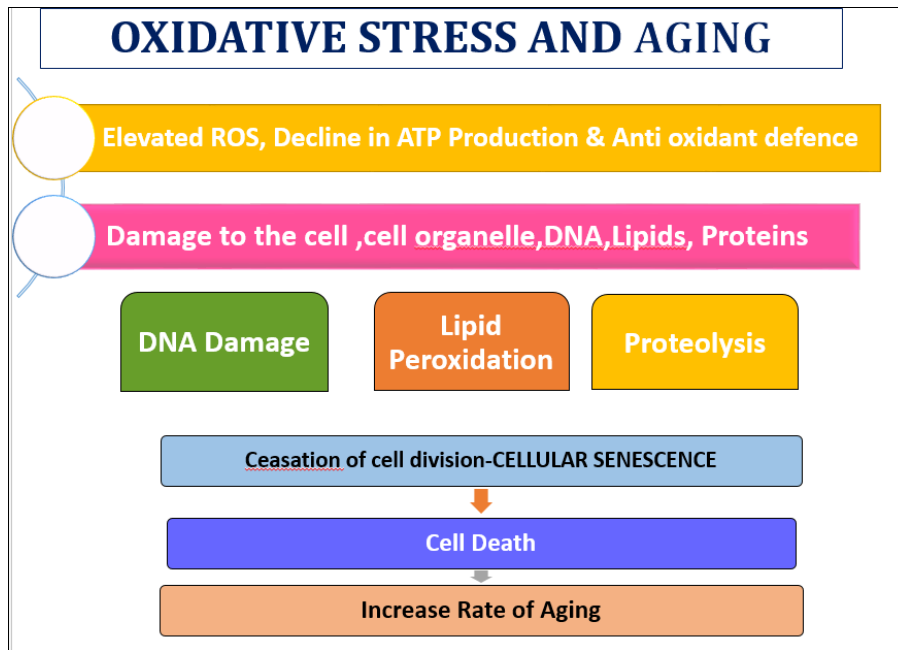 OXIDATIVE STRESS AND AGING
Elevated ROS, Decline in ATP Production & Anti oxidant defence
Damage to the cell ,cell organelle,DNA,Lipids, Proteins
DNA Damage
Lipid
Peroxidation
Proteolysis
Ceasation of cell division-CELLULAR SENESCENCE
Cell Death
Increase Rate of Aging